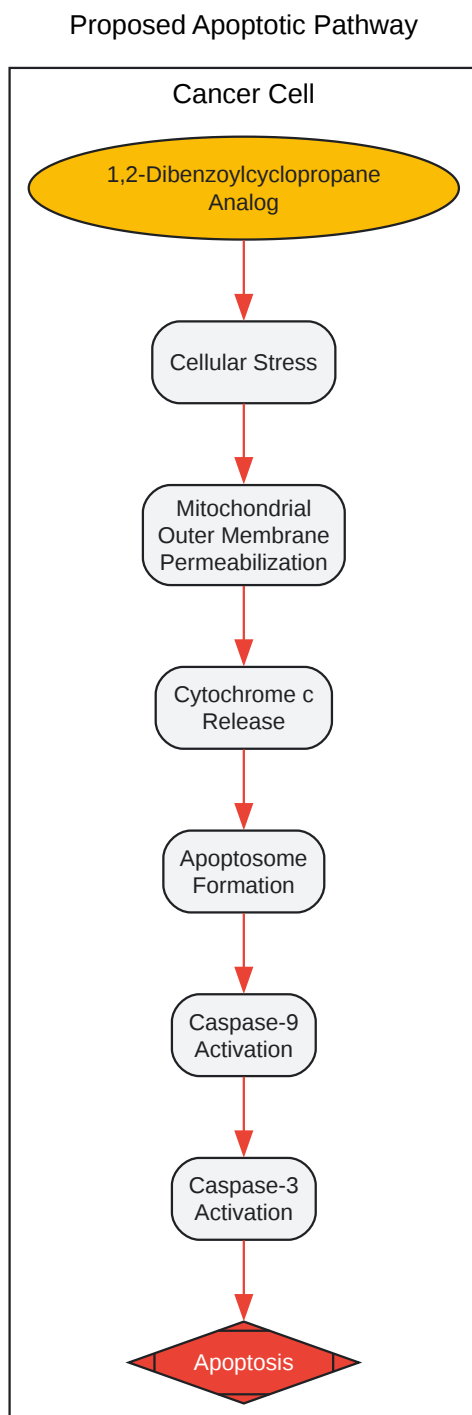 Proposed Apoptotic Pathway
Cancer Cell
1,2-Dibenzoylcyclopropane
Analog
Cellular Stress
Mitochondrial
Outer Membrane
Permeabilization
Cytochrome c
Release
Apoptosome
Formation
Caspase-9
Activation
Caspase-3
Activation
Apoptosis